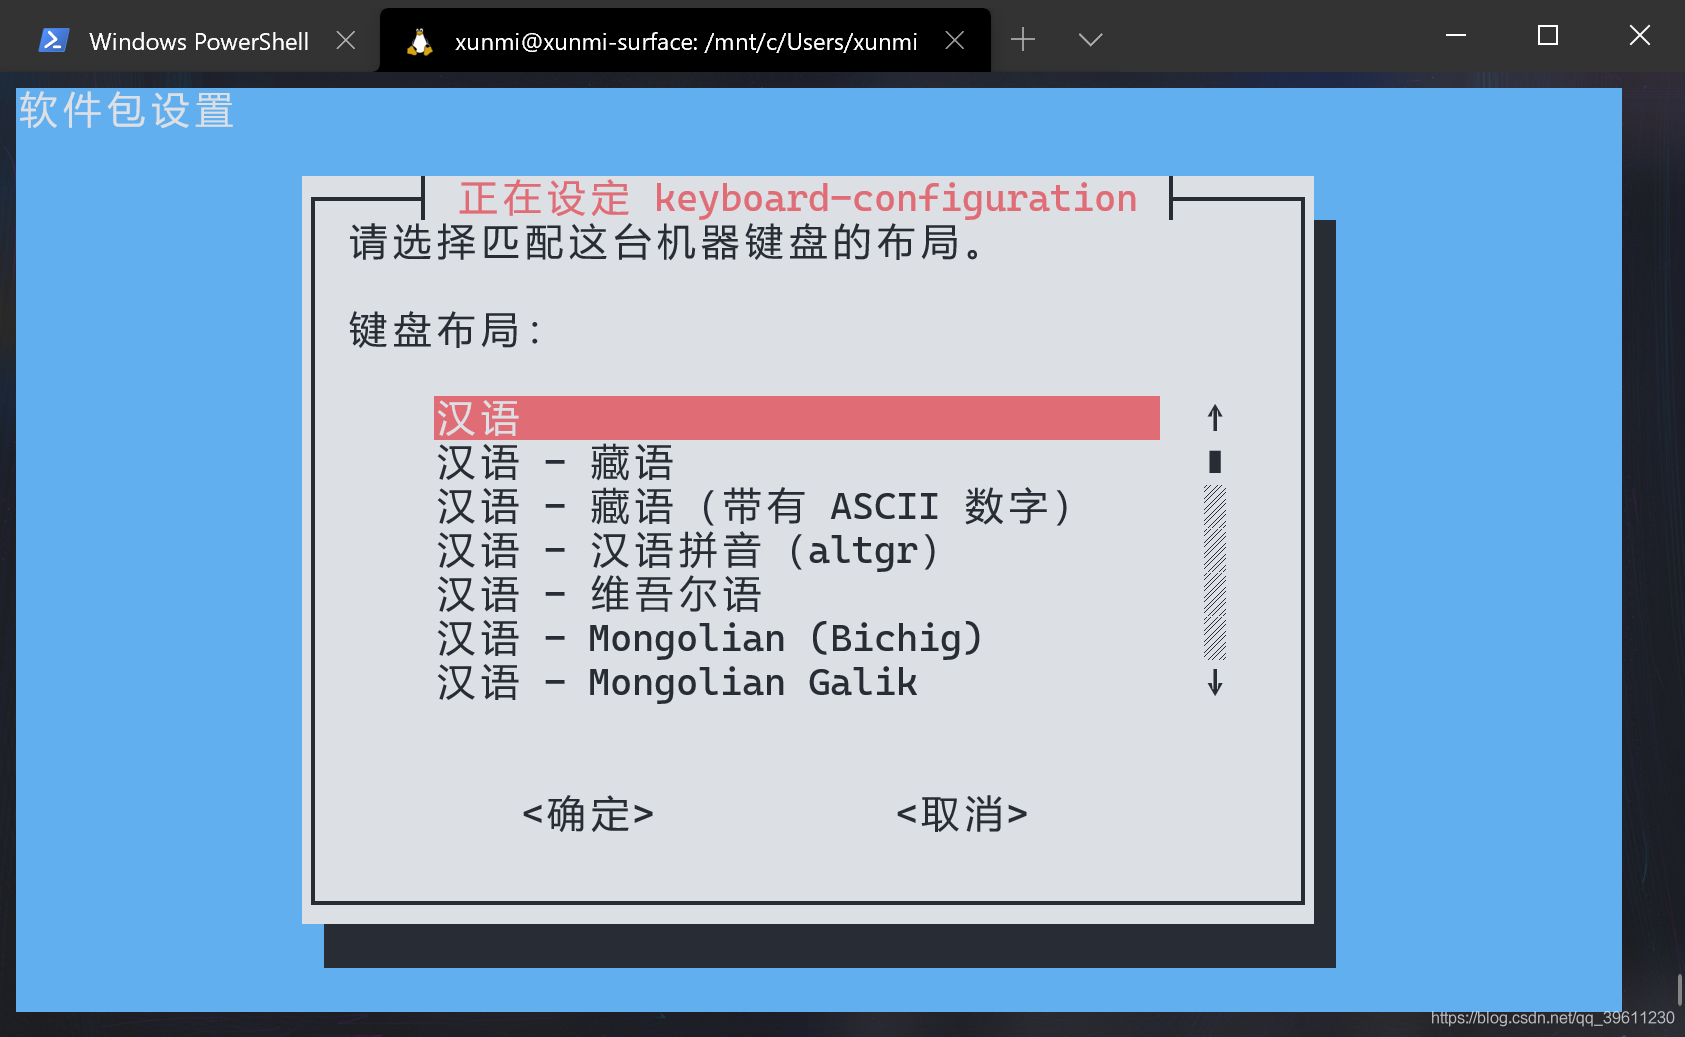 Windows PowerShell
xunmi@xunmi-surface: /mnt/c/Users/xunmi
软件包设置
正在设定 keyboard-configuration
请选择匹配这台机器键盘的布局。
键盘布局:
汉语
汉语 - 藏语
汉语 - 藏语 (带有 ASCII 数字)
汉语 - 汉语拼音 (altgr)
汉语 - 维吾尔语
汉语 - Mongolian (Bichig)
汉语 - Mongolian Galik
<确定> <取消>
https://blog.csdn.net/qq_39611230